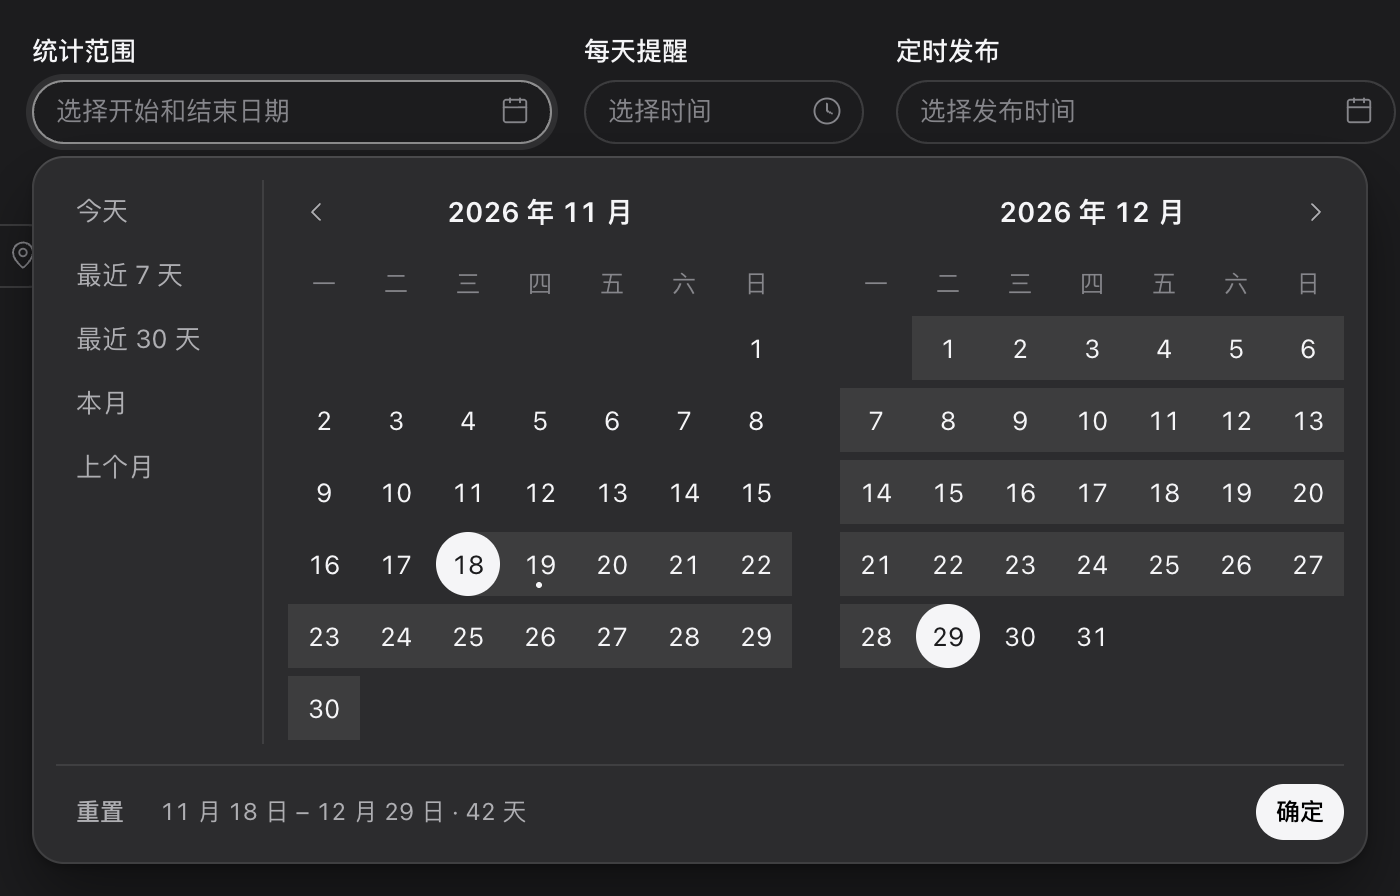 统计范围 每天提醒 定时发布
选择开始和结束日期 选择时间 选择发布时间
今天
最近 7 天
最近 30 天
本月
上个月
2026 年 11 月
一 二 三 四 五 六 日
1
2 3 4 5 6 7 8
9 10 11 12 13 14 15
16 17 18 19 20 21 22
23 24 25 26 27 28 29
30
2026 年 12 月
一 二 三 四 五 六 日
1 2 3 4 5 6
7 8 9 10 11 12 13
14 15 16 17 18 19 20
21 22 23 24 25 26 27
28 29 30 31
重置 11 月 18 日 – 12 月 29 日 · 42 天 确定